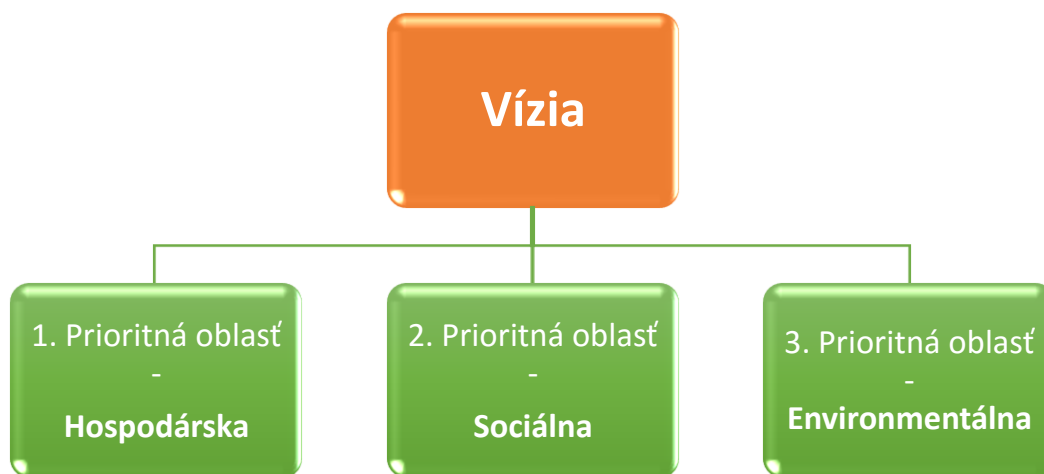 Vízia
1. Prioritná oblasť
-
Hospodárska
2. Prioritná oblasť
-
Sociálna
3. Prioritná oblasť
-
Environmentálna